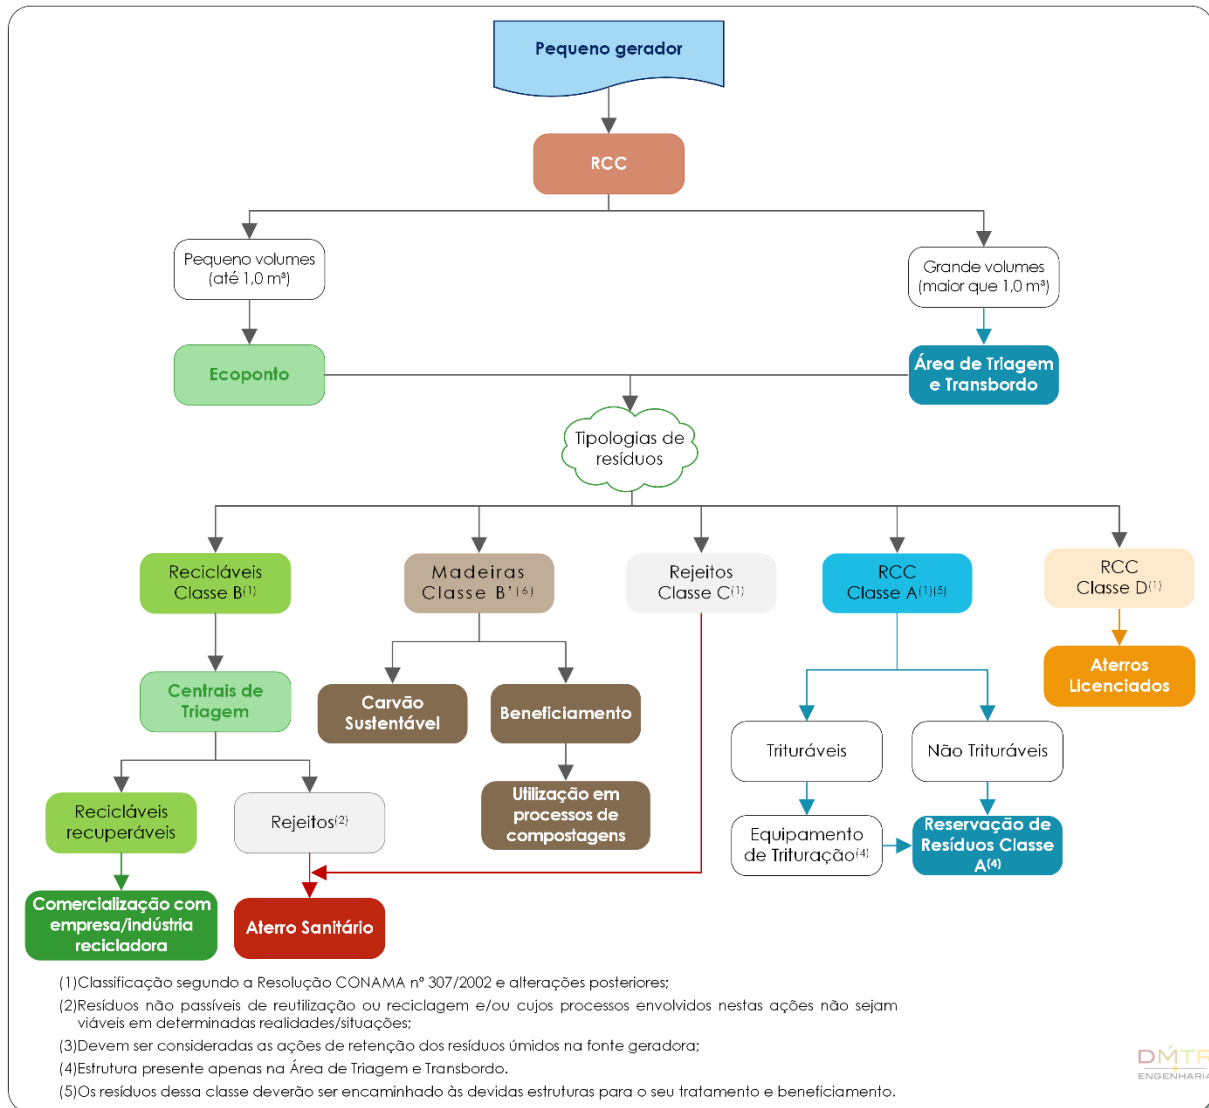 Pequeno gerador
RCC
Pequeno volumes
(até 1,0 m³)
Grande volumes
(maior que 1,0 m³)
Ecoponto
Área de Triagem
e Transbordo
Tipologias de
resíduos
Recicláveis
Classe B⁽¹⁾
Madeiras
Classe B'⁽⁶⁾
Rejeitos
Classe C⁽¹⁾
RCC
Classe A⁽¹⁾⁽⁵⁾
RCC
Classe D⁽¹⁾
Centrais de
Triagem
Carvão
Sustentável
Beneficiamento
Aterros
Licenciados
Trituráveis
Não Trituráveis
Recicláveis
recuperáveis
Rejeitos⁽²⁾
Utilização em
processos de
compostagens
Equipamento
de Trituração⁽⁴⁾
Reservação de
Resíduos Classe
A⁽⁴⁾
Comercialização com
empresa/indústria
recicladora
Aterro Sanitário
(1)Classificação segundo a Resolução CONAMA nº 307/2002 e alterações posteriores;
(2)Resíduos não passíveis de reutilização ou reciclagem e/ou cujos processos envolvidos nestas ações não sejam
viáveis em determinadas realidades/situações;
(3)Devem ser consideradas as ações de retenção dos resíduos úmidos na fonte geradora;
(4)Estrutura presente apenas na Área de Triagem e Transbordo.
(5)Os resíduos dessa classe deverão ser encaminhado às devidas estruturas para o seu tratamento e beneficiamento.
DMTR
ENGENHARIA